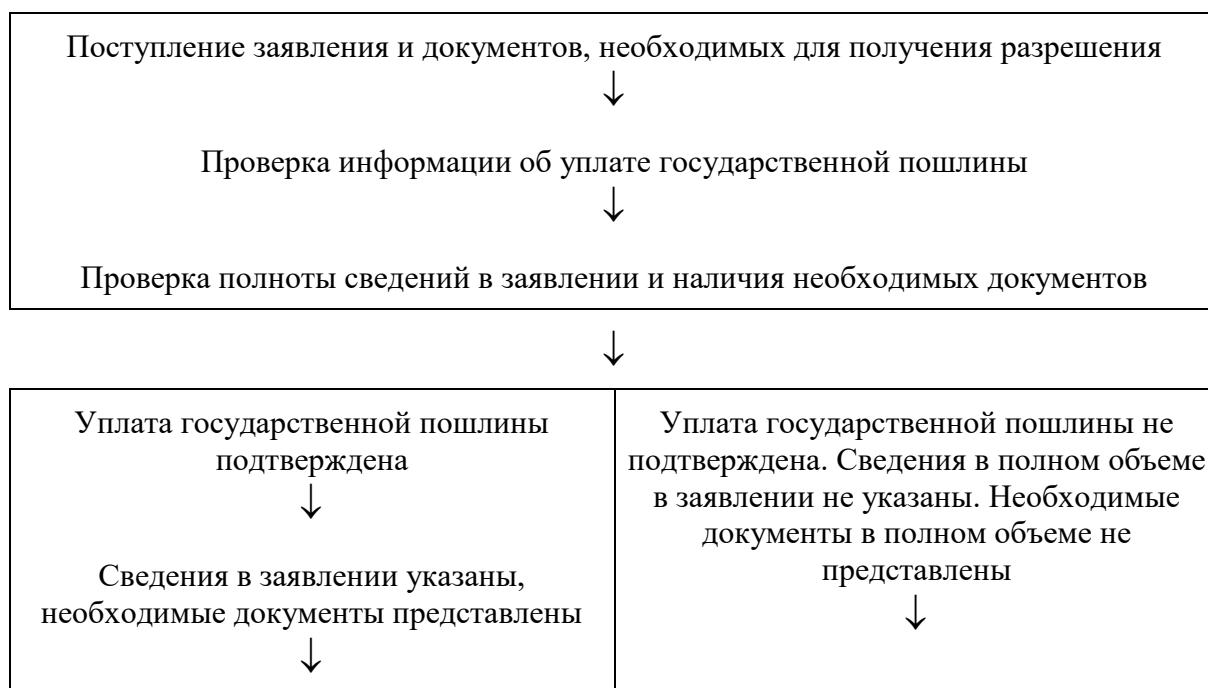 Поступление заявления и документов, необходимых для получения разрешения
↓
Проверка информации об уплате государственной пошлины
↓
Проверка полноты сведений в заявлении и наличия необходимых документов
↓
Уплата государственной пошлины
подтверждена
↓
Сведения в заявлении указаны,
необходимые документы представлены
↓
Уплата государственной пошлины не
подтверждена. Сведения в полном объеме
в заявлении не указаны. Необходимые
документы в полном объеме не
представлены
↓